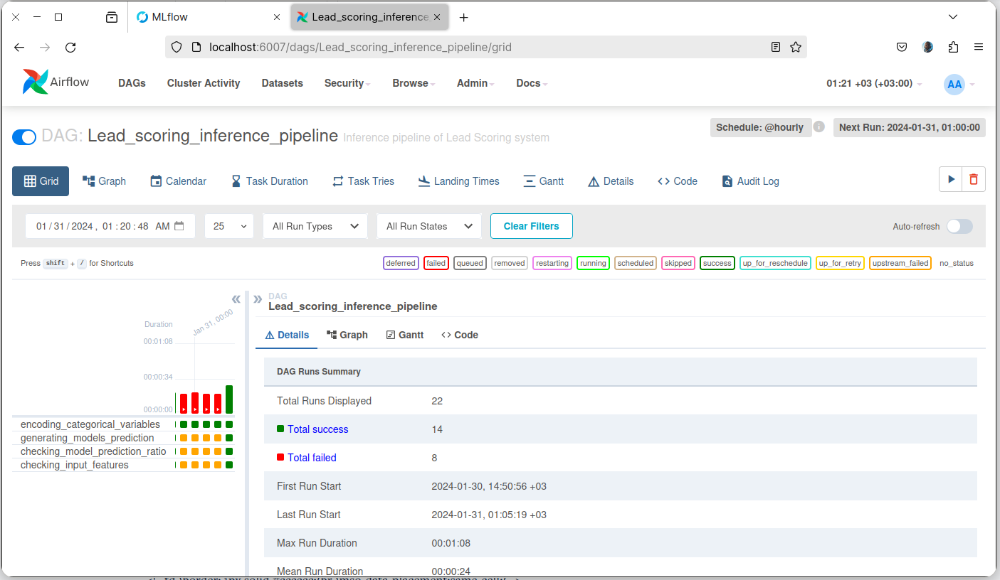 MLflow
Lead_scoring_inference_
localhost:6007/dags/Lead_scoring_inference_pipeline/grid
Airflow DAGs Cluster Activity Datasets Security Browse Admin Docs 01:21 +03 (+03:00) AA
DAG: Lead_scoring_inference_pipeline Inference pipeline of Lead Scoring system Schedule: @hourly i Next Run: 2024-01-31, 01:00:00
Grid Graph Calendar Task Duration Task Tries Landing Times Gantt Details Code Audit Log
01/31/2024, 01:20:48 AM 25 All Run Types All Run States Clear Filters Auto-refresh
Press shift + / for Shortcuts deferred failed queued removed restarting running scheduled skipped success up_for_reschedule up_for_retry upstream_failed no_status
Duration
Jan 31, 00:00
00:01:08
00:00:34
00:00:00
encoding_categorical_variables
generating_models_prediction
checking_model_prediction_ratio
checking_input_features
DAG
Lead_scoring_inference_pipeline
Details Graph Gantt Code
DAG Runs Summary
Total Runs Displayed 22
Total success 14
Total failed 8
First Run Start 2024-01-30, 14:50:56 +03
Last Run Start 2024-01-31, 01:05:19 +03
Max Run Duration 00:01:08
Mean Run Duration 00:00:24